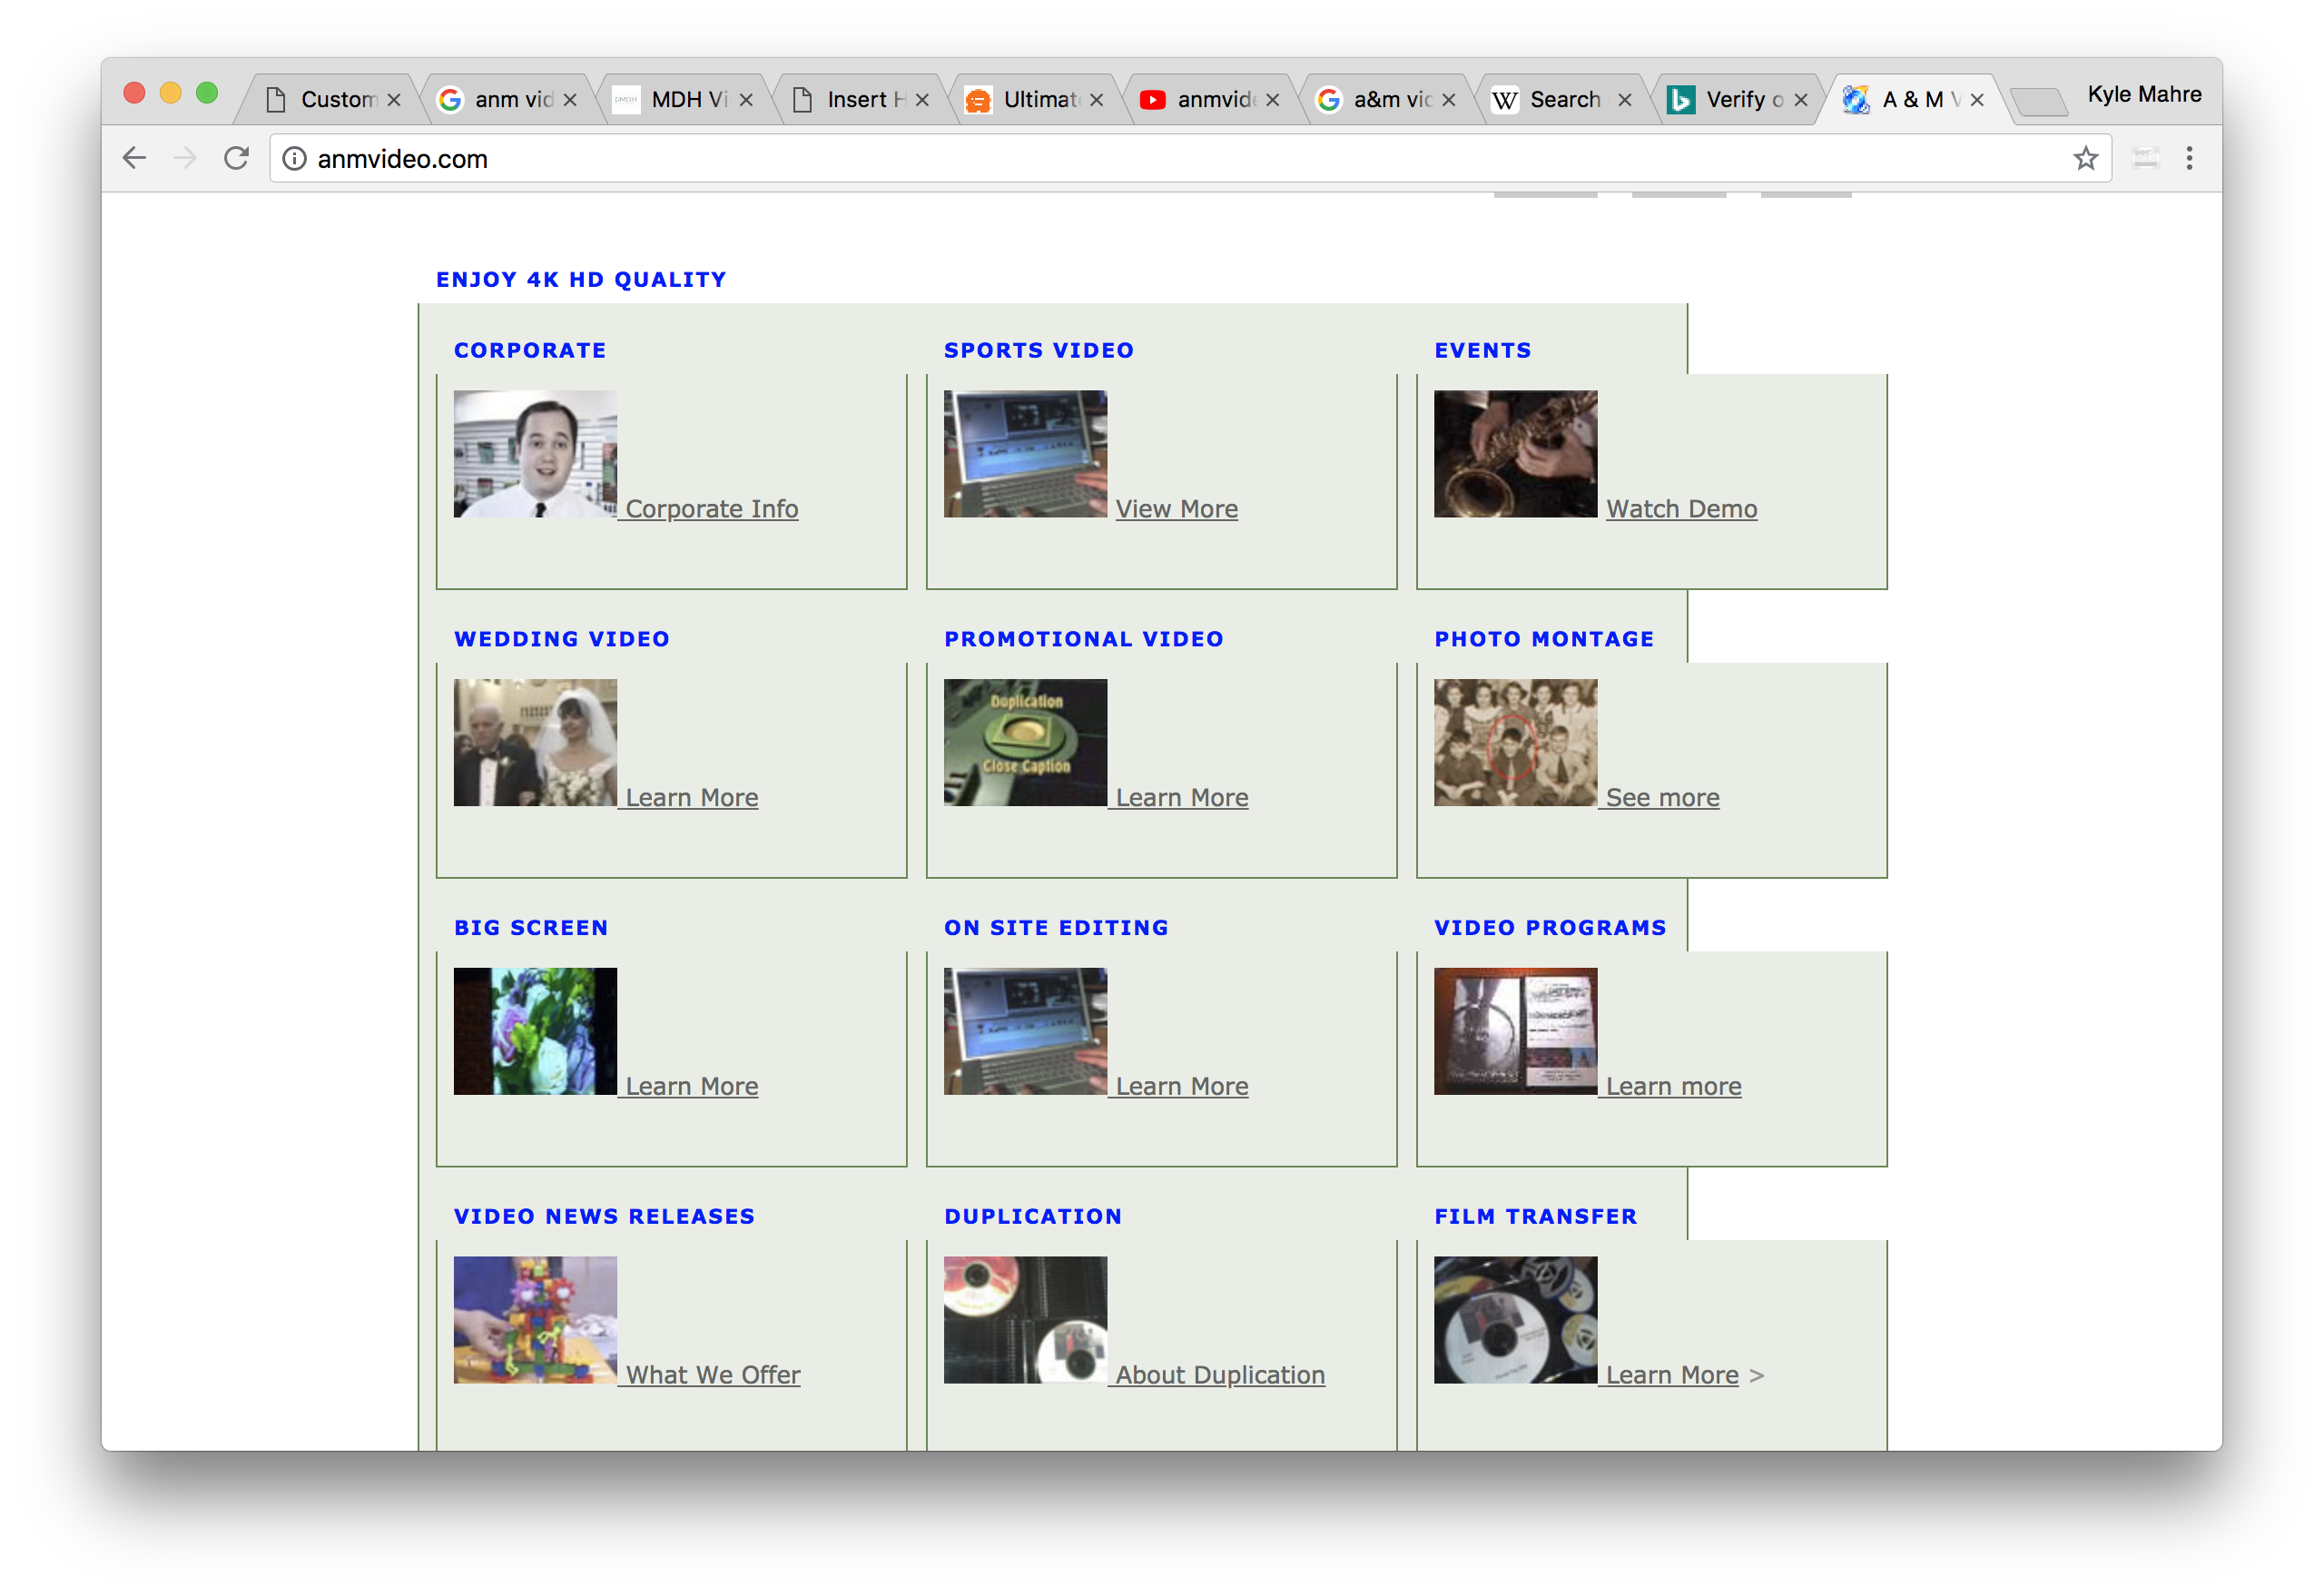 Custom
anm vid
MDH Vi
Insert H
Ultimat
anmvide
a&m vic
Search
Verify o
A & M V
Kyle Mahre
anmvideo.com
ENJOY 4K HD QUALITY
CORPORATE SPORTS VIDEO EVENTS
Corporate Info View More Watch Demo
WEDDING VIDEO PROMOTIONAL VIDEO PHOTO MONTAGE
Duplication
Close Caption
Learn More Learn More See more
BIG SCREEN ON SITE EDITING VIDEO PROGRAMS
Learn More Learn More Learn more
VIDEO NEWS RELEASES DUPLICATION FILM TRANSFER
What We Offer About Duplication Learn More >